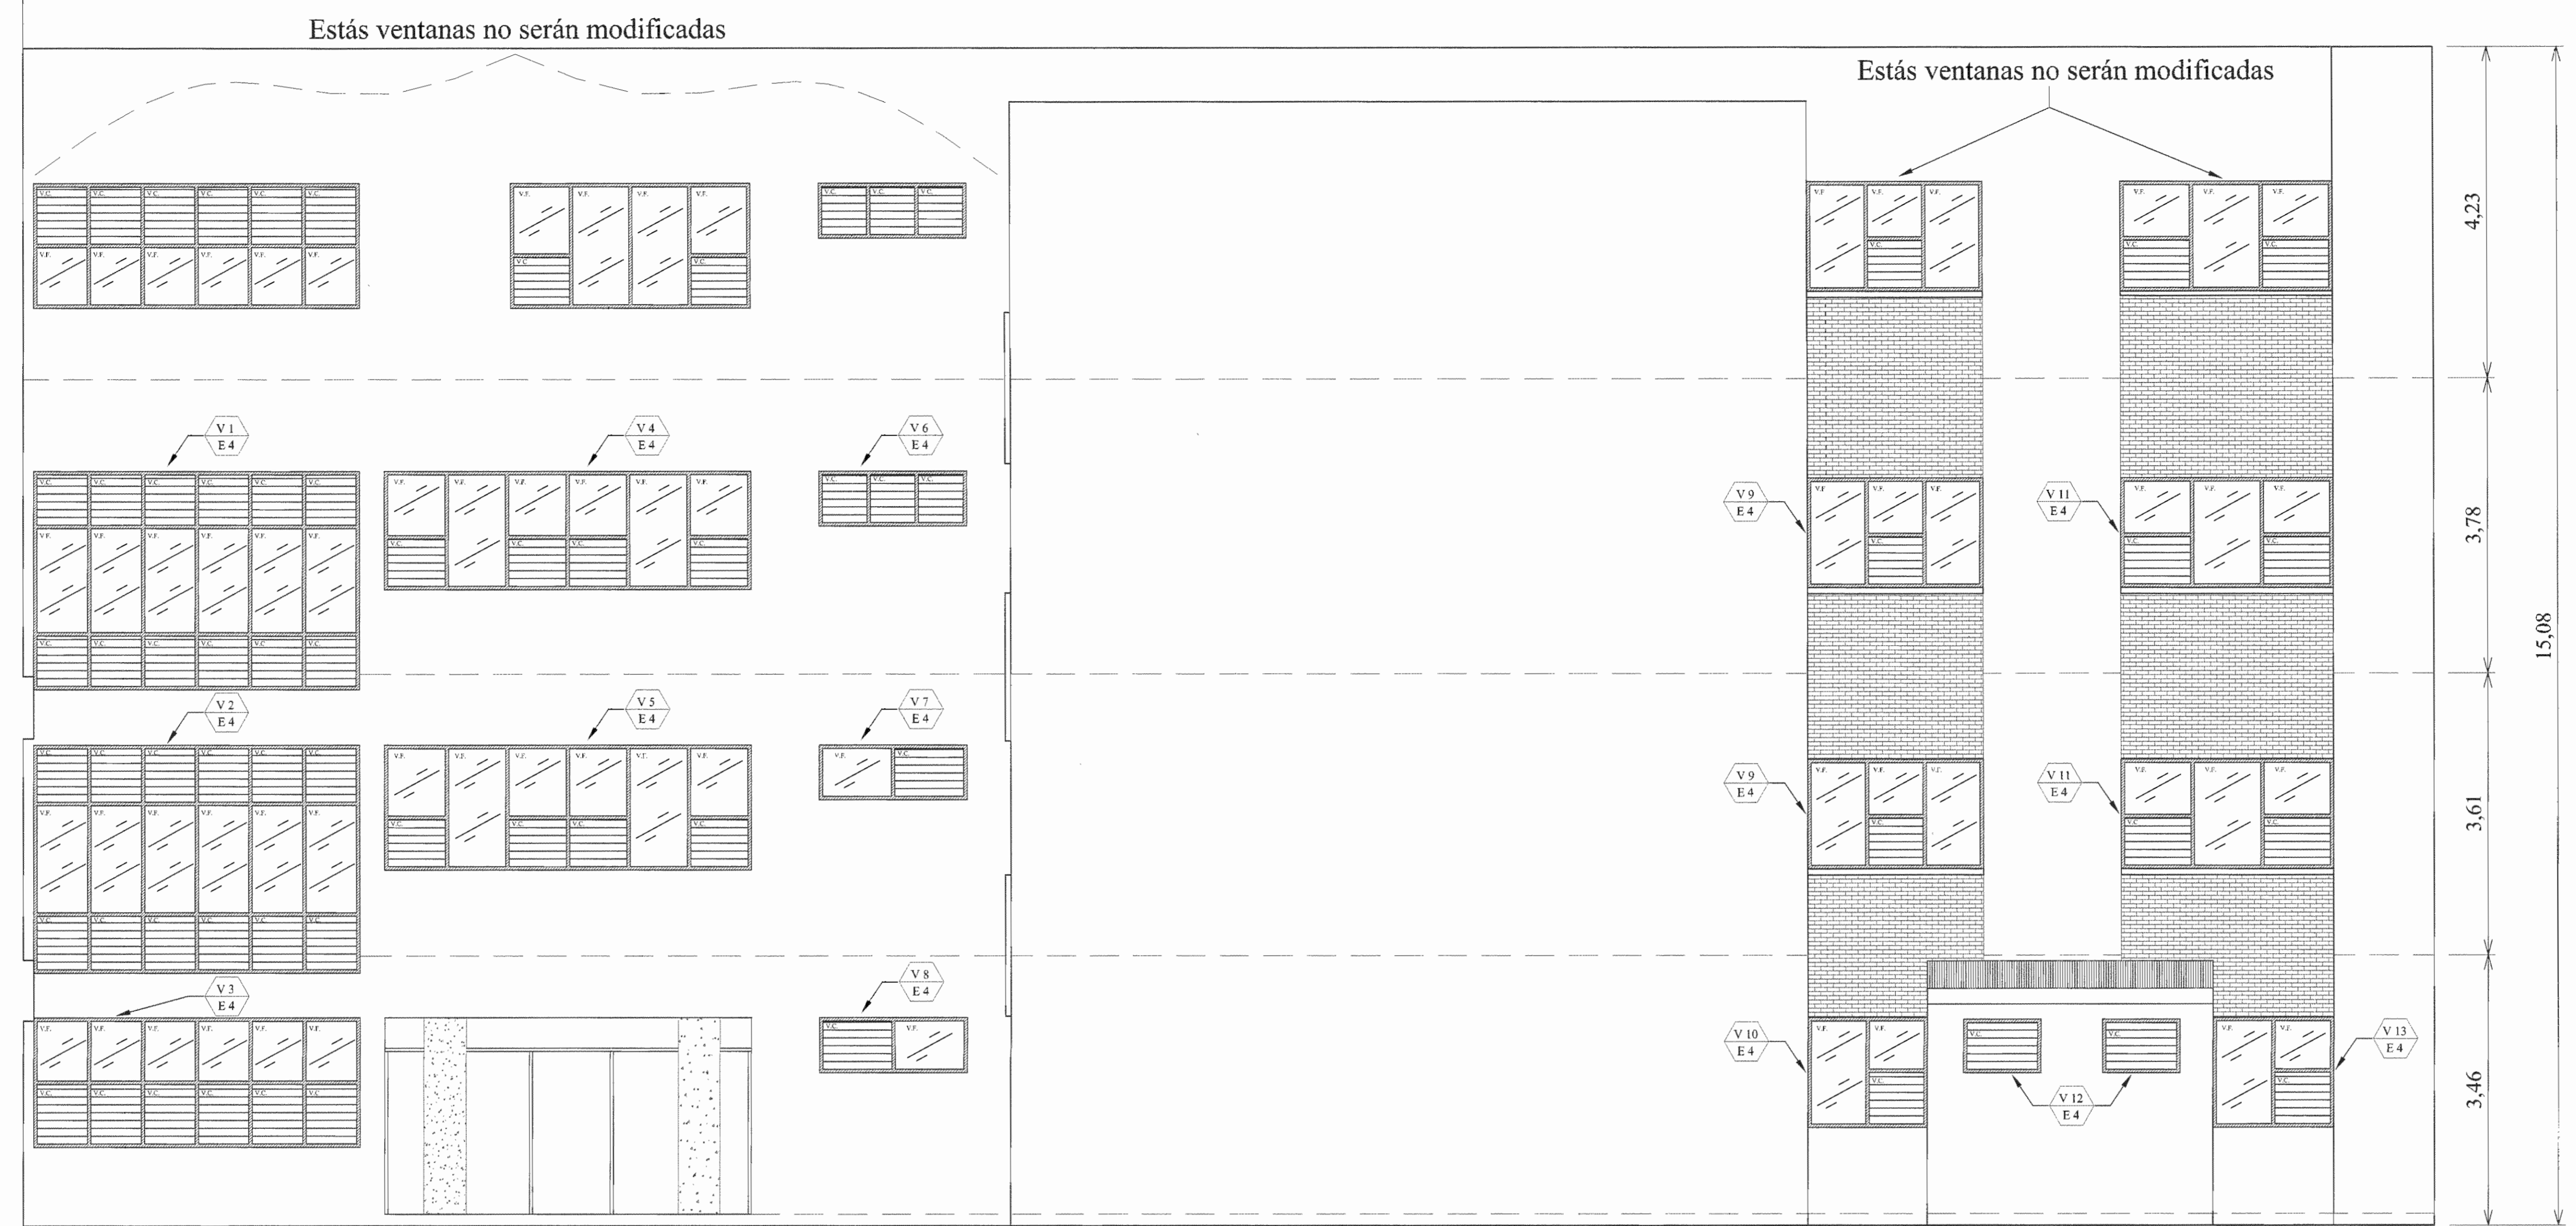 Estás ventanas no serán modificadas
Estás ventanas no serán modificadas
V.C. V.C. V.C. V.C. V.C. V.C.
V.F. V.F. V.F. V.F.
V.C. V.C. V.C.
V.F V.F. V.F.
V.F. V.F. V.F.
4,23
V.C. V.C.
V.C. V.C. V.C.
V.F. V.F. V.F. V.F. V.F. V.F.
V 1
E 4
V 4
E 4
V 6
E 4
V.C. V.C. V.C. V.C. V.C. V.C.
V.F. V.F. V.F. V.F. V.F. V.F.
V.C. V.C. V.C.
V 9
E 4
V.F V.F. V.F.
V 11
E 4
V.F. V.F. V.F.
3,78
V.F. V.F. V.F. V.F. V.F. V.F.
V.C. V.C. V.C. V.C.
V.C.
V.C. V.C.
V.C. V.C. V.C. V.C. V.C. V.C.
15,08
V 2
E 4
V 5
E 4
V 7
E 4
V.C. V.C. V.C. V.C. V.C. V.C.
V.F. V.F. V.F. V.F. V.F. V.F.
V.F. V.C.
V 9
E 4
V.F. V.F. V.F.
V 11
E 4
V.F. V.F. V.F.
3,61
V.F. V.F. V.F. V.F. V.F. V.F.
V.C. V.C. V.C. V.C.
V.C.
V.C V.C.
V.C. V.C. V.C. V.C. V.C. V.C.
V 3
E 4
V 8
E 4
V.F. V.F. V.F. V.F. V.F. V.F.
V.C. V.F.
V 10
E 4
V.F. V.F.
V.C. V.C.
V.F. V.F.
V 13
E 4
V.C. V.C. V.C. V.C. V.C. V.C
V.C.
V 12
E 4
V.C.
3,46